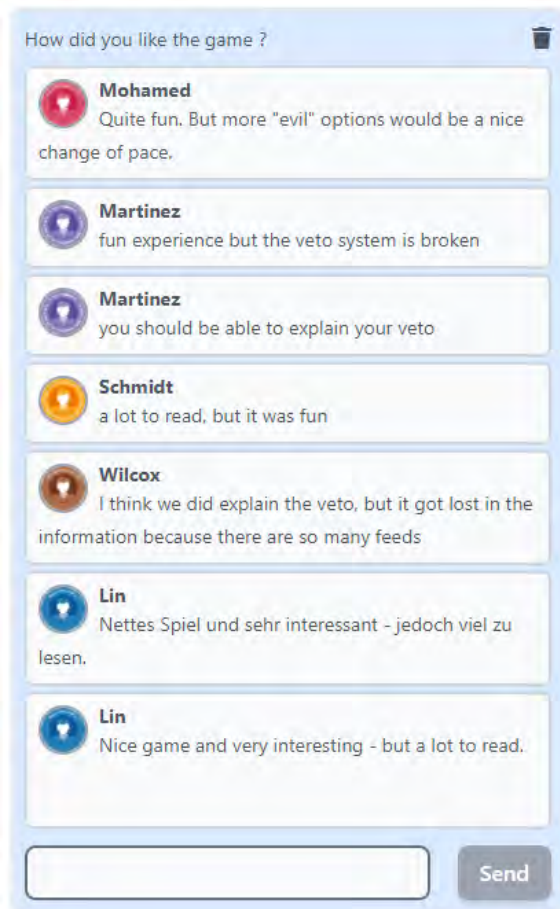 How did you like the game ?
Mohamed
Quite fun. But more "evil" options would be a nice
change of pace.
Martinez
fun experience but the veto system is broken
Martinez
you should be able to explain your veto
Schmidt
a lot to read, but it was fun
Wilcox
I think we did explain the veto, but it got lost in the
information because there are so many feeds
Lin
Nettes Spiel und sehr interessant - jedoch viel zu
lesen.
Lin
Nice game and very interesting - but a lot to read.
Send